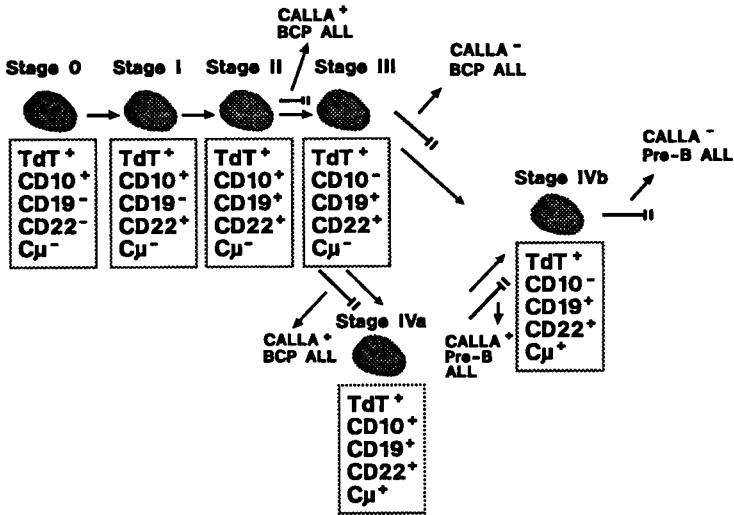 CALLA⁺
BCP ALL
Stage 0
Stage I
Stage II
Stage III
CALLA⁻
BCP ALL
TdT⁺
CD10⁺
CD19⁻
CD22⁻
Cμ⁻
TdT⁺
CD10⁺
CD19⁻
CD22⁺
Cμ⁻
TdT⁺
CD10⁺
CD19⁺
CD22⁺
Cμ⁻
TdT⁺
CD10⁻
CD19⁺
CD22⁺
Cμ⁻
CALLA⁻
Pre-B ALL
Stage IVb
TdT⁺
CD10⁻
CD19⁺
CD22⁺
Cμ⁺
CALLA⁺
BCP ALL
Stage IVa
CALLA⁺
Pre-B
ALL
TdT⁺
CD10⁺
CD19⁺
CD22⁺
Cμ⁺